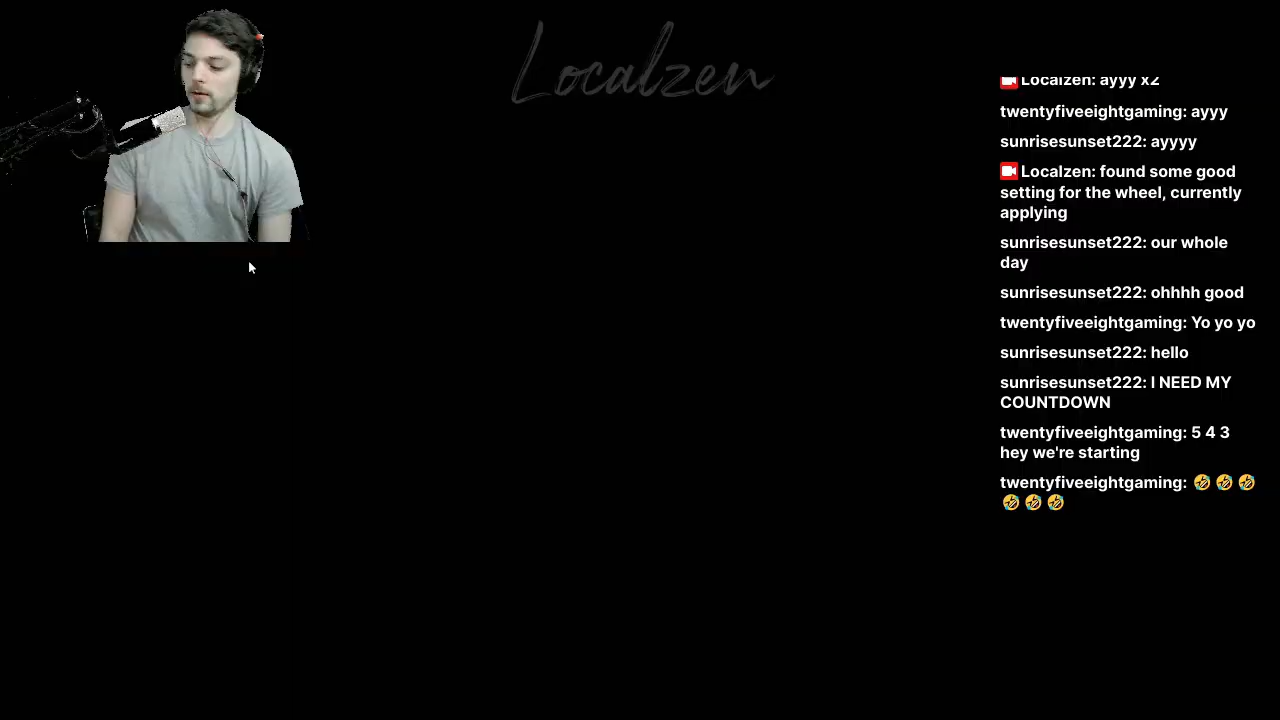 Localzen
Localzen: ayyy x2
twentyfiveeightgaming: ayyy
sunrisesunset222: ayyyy
Localzen: found some good
setting for the wheel, currently
applying
sunrisesunset222: our whole
day
sunrisesunset222: ohhhh good
twentyfiveeightgaming: Yo yo yo
sunrisesunset222: hello
sunrisesunset222: I NEED MY
COUNTDOWN
twentyfiveeightgaming: 5 4 3
hey we're starting
twentyfiveeightgaming: 🤣 🤣 🤣
🤣 🤣 🤣